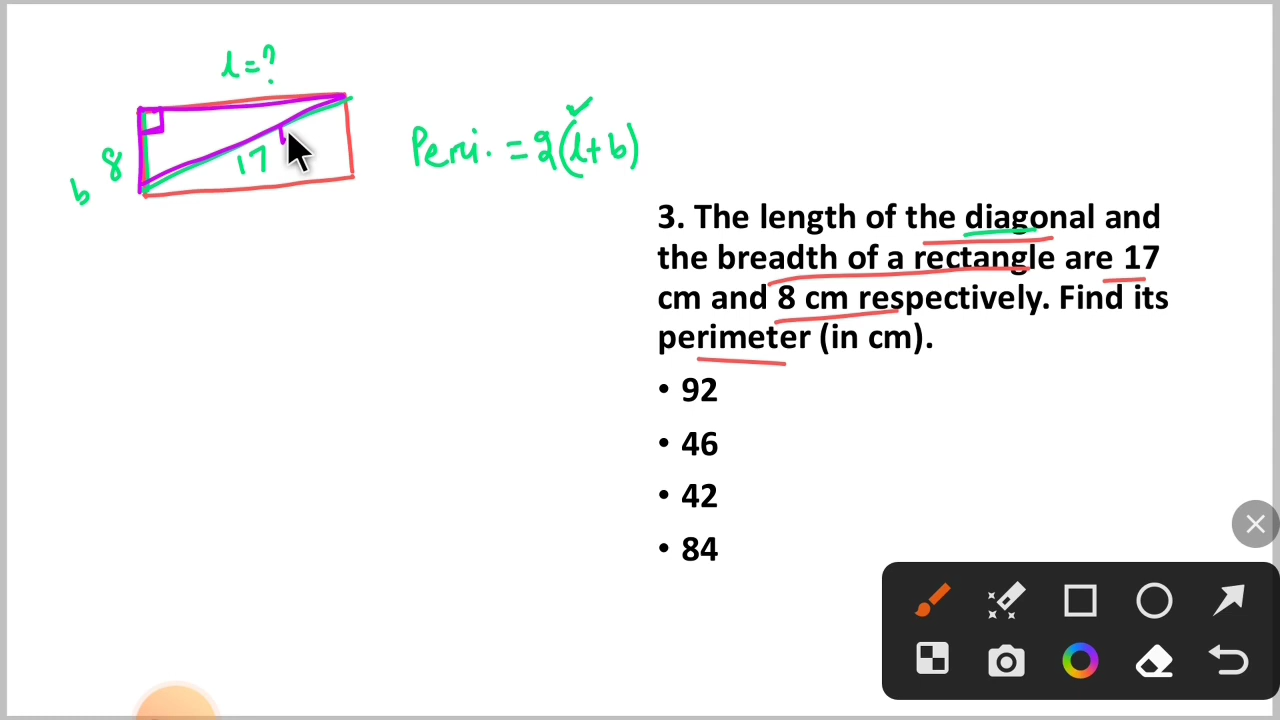 l = ?
8
b
17
Peri. = 2(l + b)
3. The length of the diagonal and
the breadth of a rectangle are 17
cm and 8 cm respectively. Find its
perimeter (in cm).
• 92
• 46
• 42
• 84